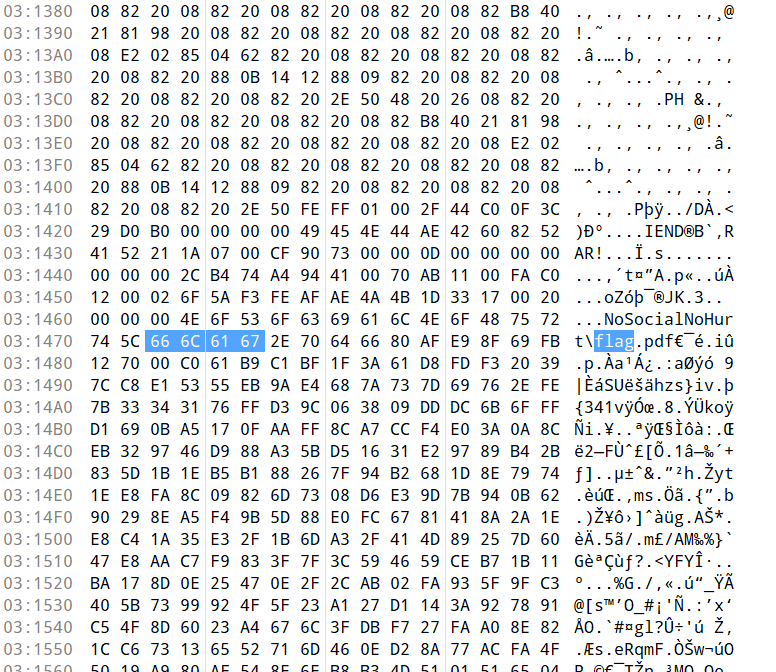 03:1380 08 82 20 08 82 20 08 82 20 08 82 20 08 82 B8 40 ., ., ., ., .,¸@
03:1390 21 81 98 20 08 82 20 08 82 20 08 82 20 08 82 20 !.˜ ., ., ., .,
03:13A0 08 E2 02 85 04 62 82 20 08 82 20 08 82 20 08 82 .â.….b‚ .‚ .‚ .‚
03:13B0 20 08 82 20 88 0B 14 12 88 09 82 20 08 82 20 08 .‚ ˆ...ˆ.‚ .‚ .
03:13C0 82 20 08 82 20 08 82 20 2E 50 48 20 26 08 82 20 ‚ .‚ .‚ .PH &.‚
03:13D0 08 82 20 08 82 20 08 82 20 08 82 B8 40 21 81 98 .‚ .‚ .‚ .‚¸@!.˜
03:13E0 20 08 82 20 08 82 20 08 82 20 08 82 20 08 E2 02 .‚ .‚ .‚ .‚ .â.
03:13F0 85 04 62 82 20 08 82 20 08 82 20 08 82 20 08 82 ….b‚ .‚ .‚ .‚ .‚
03:1400 20 88 0B 14 12 88 09 82 20 08 82 20 08 82 20 08 ˆ...ˆ.‚ .‚ .‚ .
03:1410 82 20 08 82 20 2E 50 FE FF 01 00 2F 44 C0 0F 3C ‚ .‚ .Pþÿ../DÀ.<
03:1420 29 D0 B0 00 00 00 00 49 45 4E 44 AE 42 60 82 52 )Ð°....IEND®B`‚R
03:1430 41 52 21 1A 07 00 CF 90 73 00 00 0D 00 00 00 00 AR!...Ï.s.......
03:1440 00 00 00 2C B4 74 A4 94 41 00 70 AB 11 00 FA C0 ...,´t¤”A.p«..úÀ
03:1450 12 00 02 6F 5A F3 FE AF AE 4A 4B 1D 33 17 00 20 ...oZóþ¯®JK.3..
03:1460 00 00 00 4E 6F 53 6F 63 69 61 6C 4E 6F 48 75 72 ...NoSocialNoHur
03:1470 74 5C 66 6C 61 67 2E 70 64 66 80 AF E9 8F 69 FB t\flag.pdf€¯é.iû
03:1480 12 70 00 C0 61 B9 C1 BF 1F 3A 61 D8 FD F3 20 39 .p.Àa¹Á¿.:aØýó 9
03:1490 7C C8 E1 53 55 EB 9A E4 68 7A 73 7D 69 76 2E FE |ÈáSUëšähzs}iv.þ
03:14A0 7B 33 34 31 76 FF D3 9C 06 38 09 DD DC 6B 6F FF {341vÿÓœ.8.ÝÜkoÿ
03:14B0 D1 69 0B A5 17 0F AA FF 8C A7 CC F4 E0 3A 0A 8C Ñi.¥..ªÿŒ§Ìôà:.Œ
03:14C0 EB 32 97 46 D9 88 A3 5B D5 16 31 E2 97 89 B4 2B ë2—FÙˆ£[Õ.1â—‰´+
03:14D0 83 5D 1B 1E B5 B1 88 26 7F 94 B2 68 1D 8E 79 74 ƒ]..µ±ˆ&.”²h.Žyt
03:14E0 1E E8 FA 8C 09 82 6D 73 08 D6 E3 9D 7B 94 0B 62 .èúŒ.‚ms.Öã.{”.b
03:14F0 90 29 8E A5 F4 9B 5D 88 E0 FC 67 81 41 8A 2A 1E .)Ž¥ô›]ˆàüg.AŠ*.
03:1500 E8 C4 1A 35 E3 2F 1B 6D A3 2F 41 4D 89 25 7D 60 èÄ.5ã/.m£/AM‰%}`
03:1510 47 E8 AA C7 F9 83 3F 7F 3C 59 46 59 CE B7 1B 11 GèªÇùƒ?.<YFYÎ·..
03:1520 BA 17 8D 0E 25 47 0E 2F 2C AB 02 FA 93 5F 9F C3 º...%G./,«.ú“_ŸÃ
03:1530 40 5B 73 99 92 4F 5F 23 A1 27 D1 14 3A 92 78 91 @[s™’O_#¡'Ñ.:’x‘
03:1540 C5 4F 8D 60 23 A4 67 6C 3F DB F7 27 FA A0 8E 82 ÅO.`#¤gl?Û÷'ú Ž‚
03:1550 1C C6 73 13 65 52 71 6D 46 0E D2 8A 77 AC FA 4F .Æs.eRqmF.ÒŠw¬úO